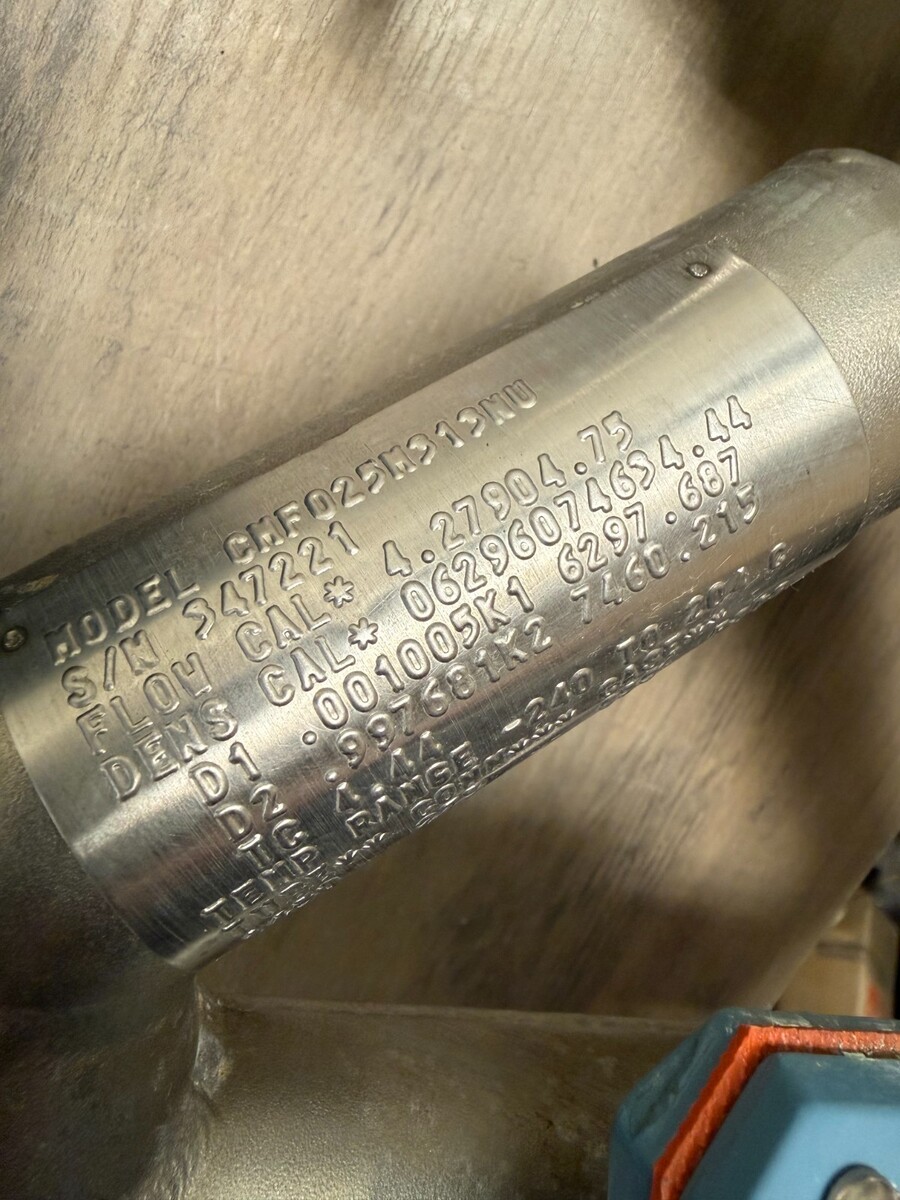 MODEL CMF025M313NU
S/N 347221
FLOW CAL* 4.27904.75
DENS CAL* 06296074634.44
D1 .001005K1 6297.687
D2 .997681K2 7460.215
TC 4.44
TEMP RANGE -240 TO 204 C